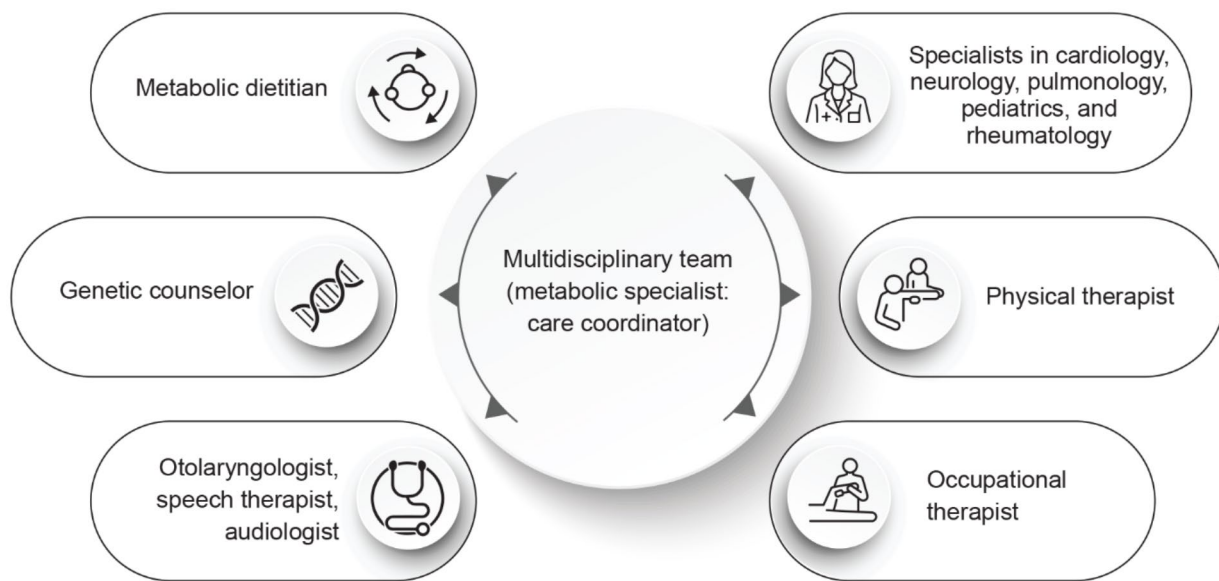 Metabolic dietitian
Specialists in cardiology,
neurology, pulmonology,
pediatrics, and
rheumatology
Genetic counselor
Multidisciplinary team
(metabolic specialist:
care coordinator)
Physical therapist
Otolaryngologist,
speech therapist,
audiologist
Occupational
therapist